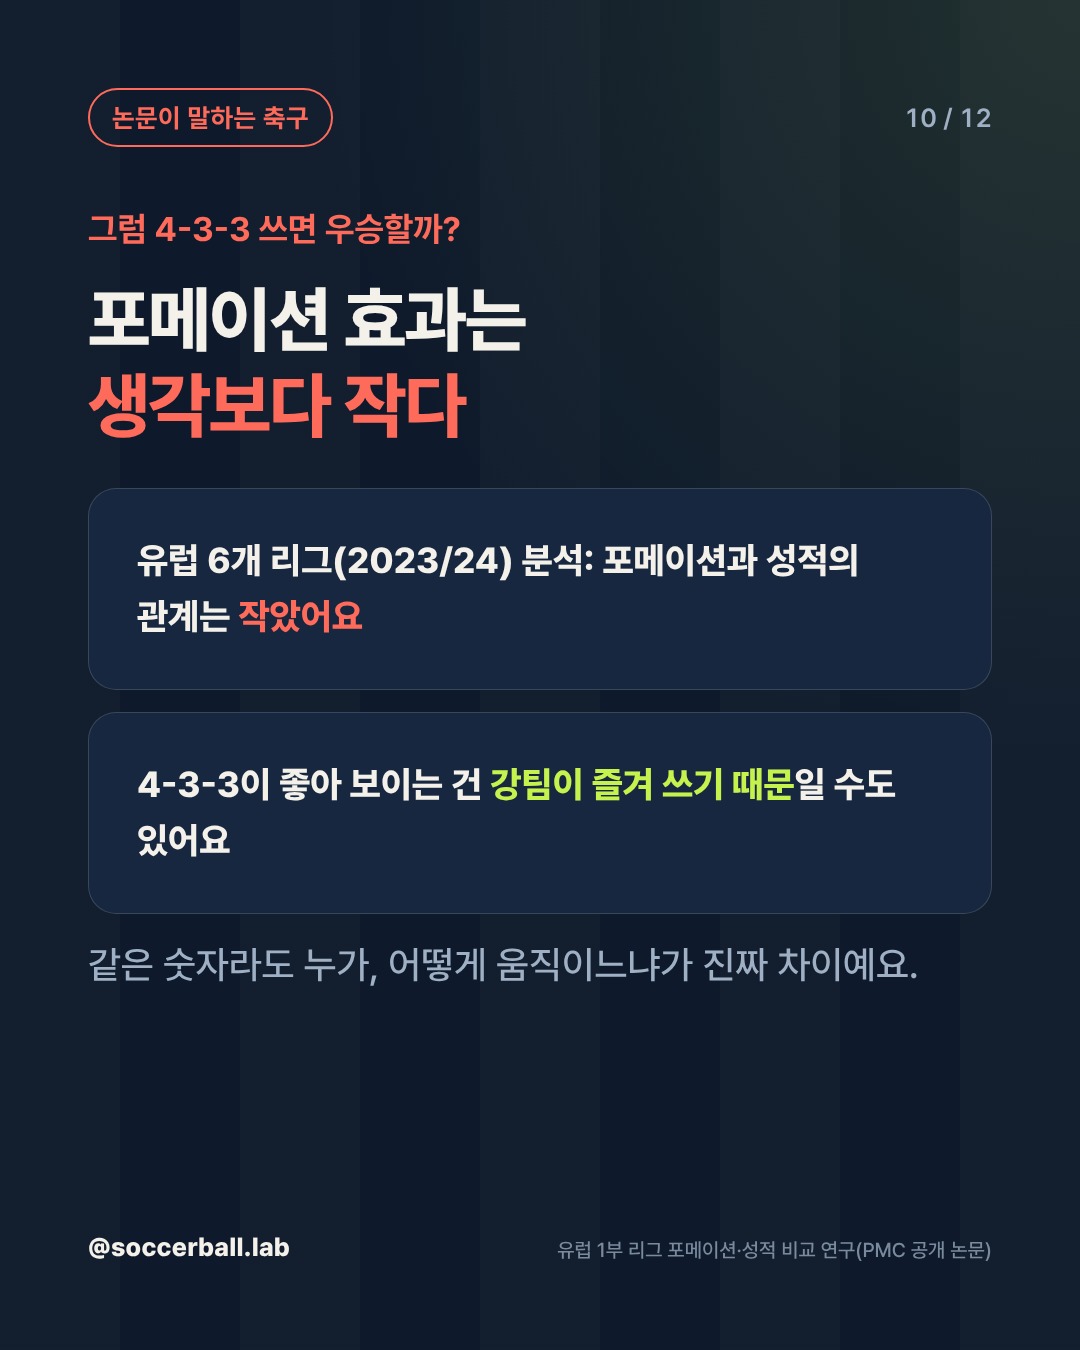 논문이 말하는 축구
10 / 12
그럼 4-3-3 쓰면 우승할까?
포메이션 효과는
생각보다 작다
유럽 6개 리그(2023/24) 분석: 포메이션과 성적의
관계는 작았어요
4-3-3이 좋아 보이는 건 강팀이 즐겨 쓰기 때문일 수도
있어요
같은 숫자라도 누가, 어떻게 움직이느냐가 진짜 차이예요.
@soccerball.lab
유럽 1부 리그 포메이션·성적 비교 연구(PMC 공개 논문)